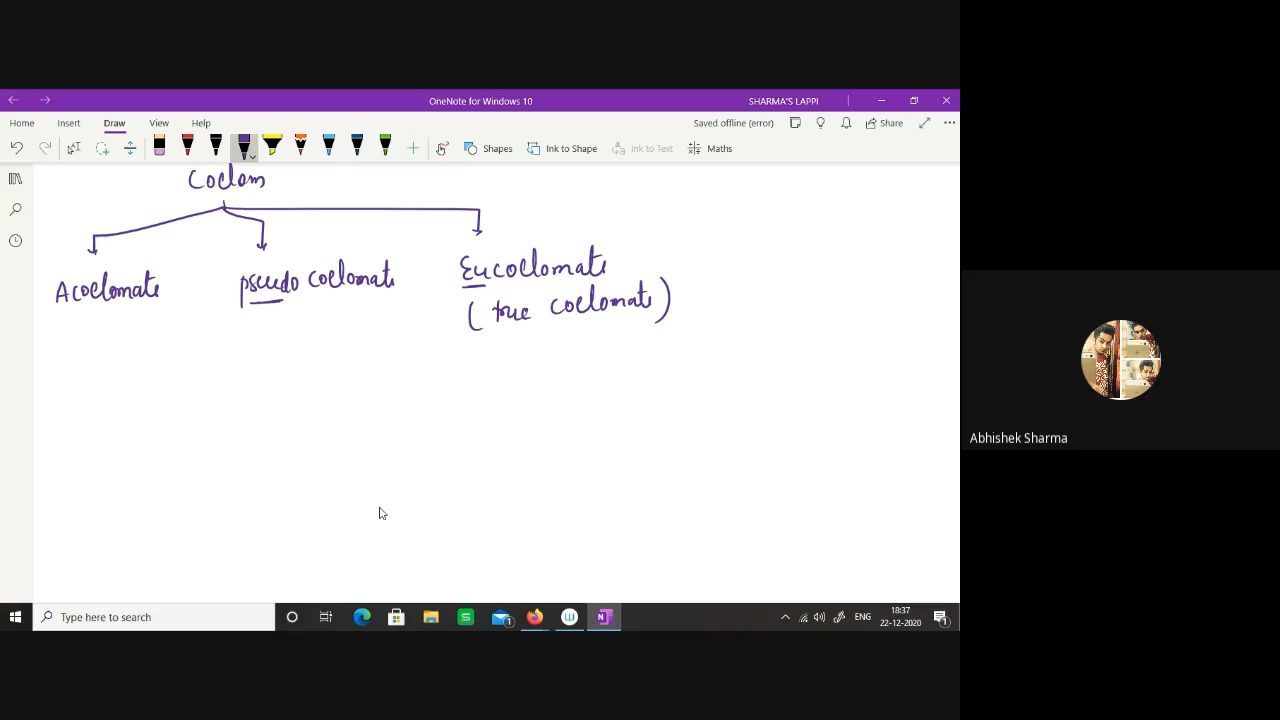 OneNote for Windows 10
SHARMA'S LAPPI
Home Insert Draw View Help
Saved offline (error)
Share
Shapes
Ink to Shape
Ink to Text
Maths
Coelom
Acoelomate
pseudo coelomate
Eucoelomate
(true coelomate)
Abhishek Sharma
Type here to search
ENG
18:37
22-12-2020